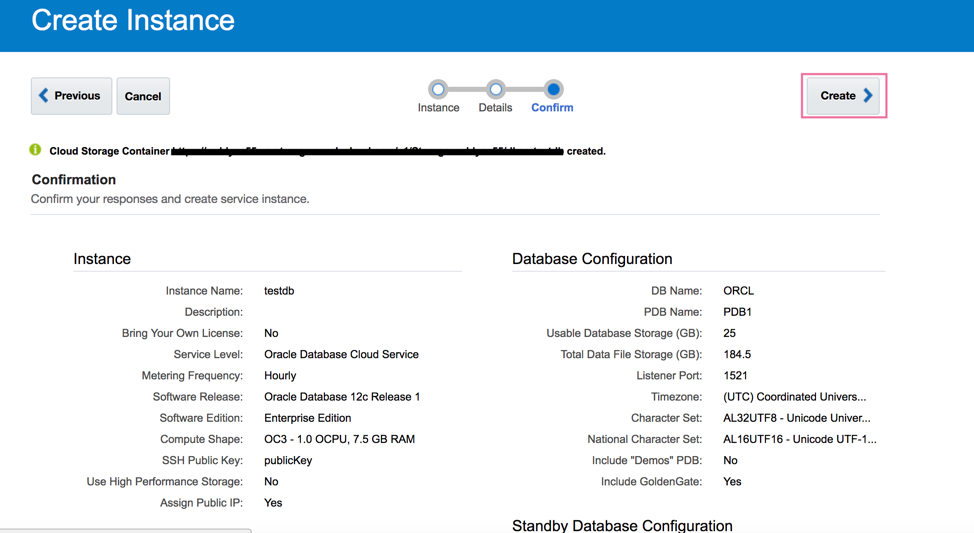 Create Instance
Previous
Cancel
Instance
Details
Confirm
Create
Cloud Storage Container
created.
Confirmation
Confirm your responses and create service instance.
Instance
Instance Name: testdb
Description:
Bring Your Own License: No
Service Level: Oracle Database Cloud Service
Metering Frequency: Hourly
Software Release: Oracle Database 12c Release 1
Software Edition: Enterprise Edition
Compute Shape: OC3 - 1.0 OCPU, 7.5 GB RAM
SSH Public Key: publicKey
Use High Performance Storage: No
Assign Public IP: Yes
Database Configuration
DB Name: ORCL
PDB Name: PDB1
Usable Database Storage (GB): 25
Total Data File Storage (GB): 184.5
Listener Port: 1521
Timezone: (UTC) Coordinated Univers...
Character Set: AL32UTF8 - Unicode Univer...
National Character Set: AL16UTF16 - Unicode UTF-1...
Include "Demos" PDB: No
Include GoldenGate: Yes
Standby Database Configuration